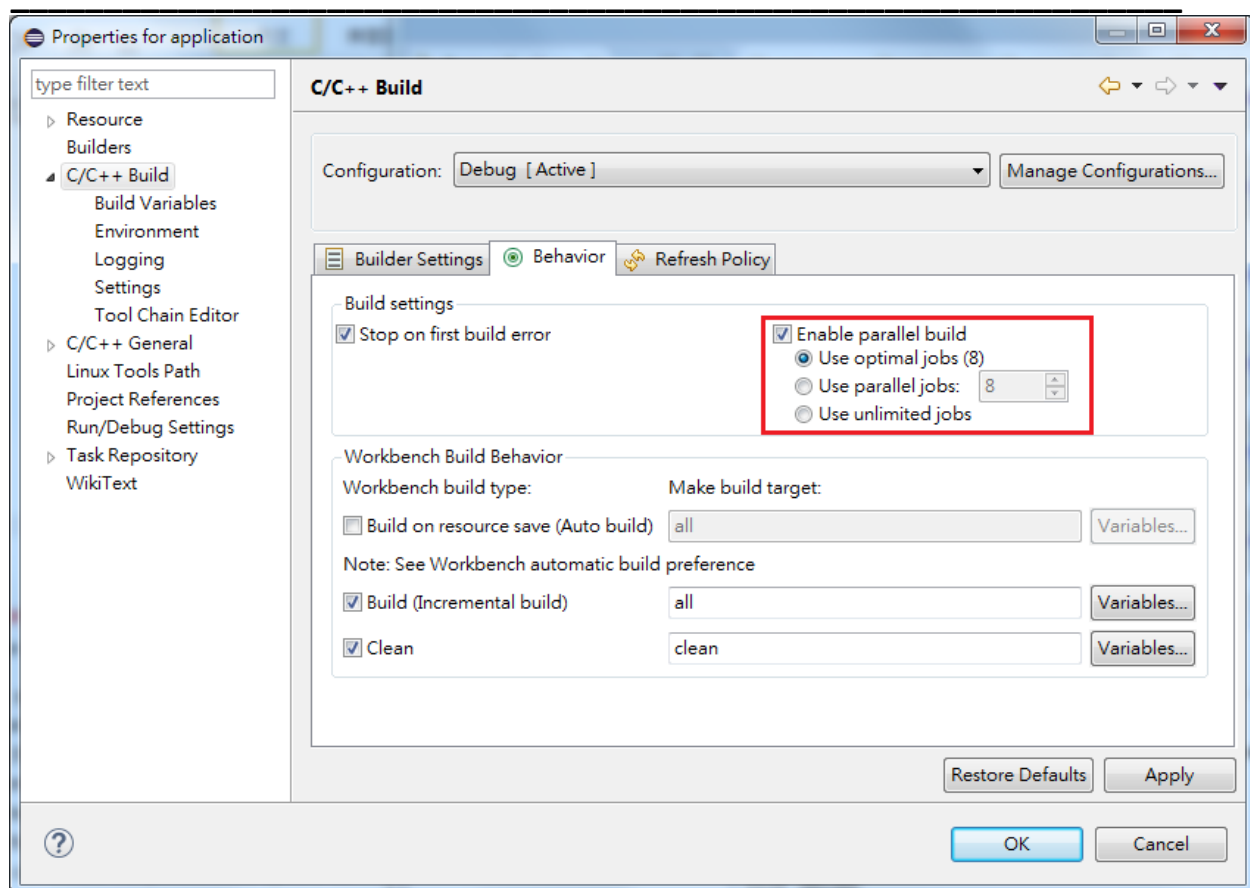 Properties for application
type filter text
Resource
Builders
C/C++ Build
Build Variables
Environment
Logging
Settings
Tool Chain Editor
C/C++ General
Linux Tools Path
Project References
Run/Debug Settings
Task Repository
WikiText
C/C++ Build
Configuration: Debug [ Active ] Manage Configurations...
Builder Settings Behavior Refresh Policy
Build settings
Stop on first build error Enable parallel build
Use optimal jobs (8)
Use parallel jobs: 8
Use unlimited jobs
Workbench Build Behavior
Workbench build type: Make build target:
Build on resource save (Auto build) all Variables...
Note: See Workbench automatic build preference
Build (Incremental build) all Variables...
Clean clean Variables...
Restore Defaults Apply
OK Cancel